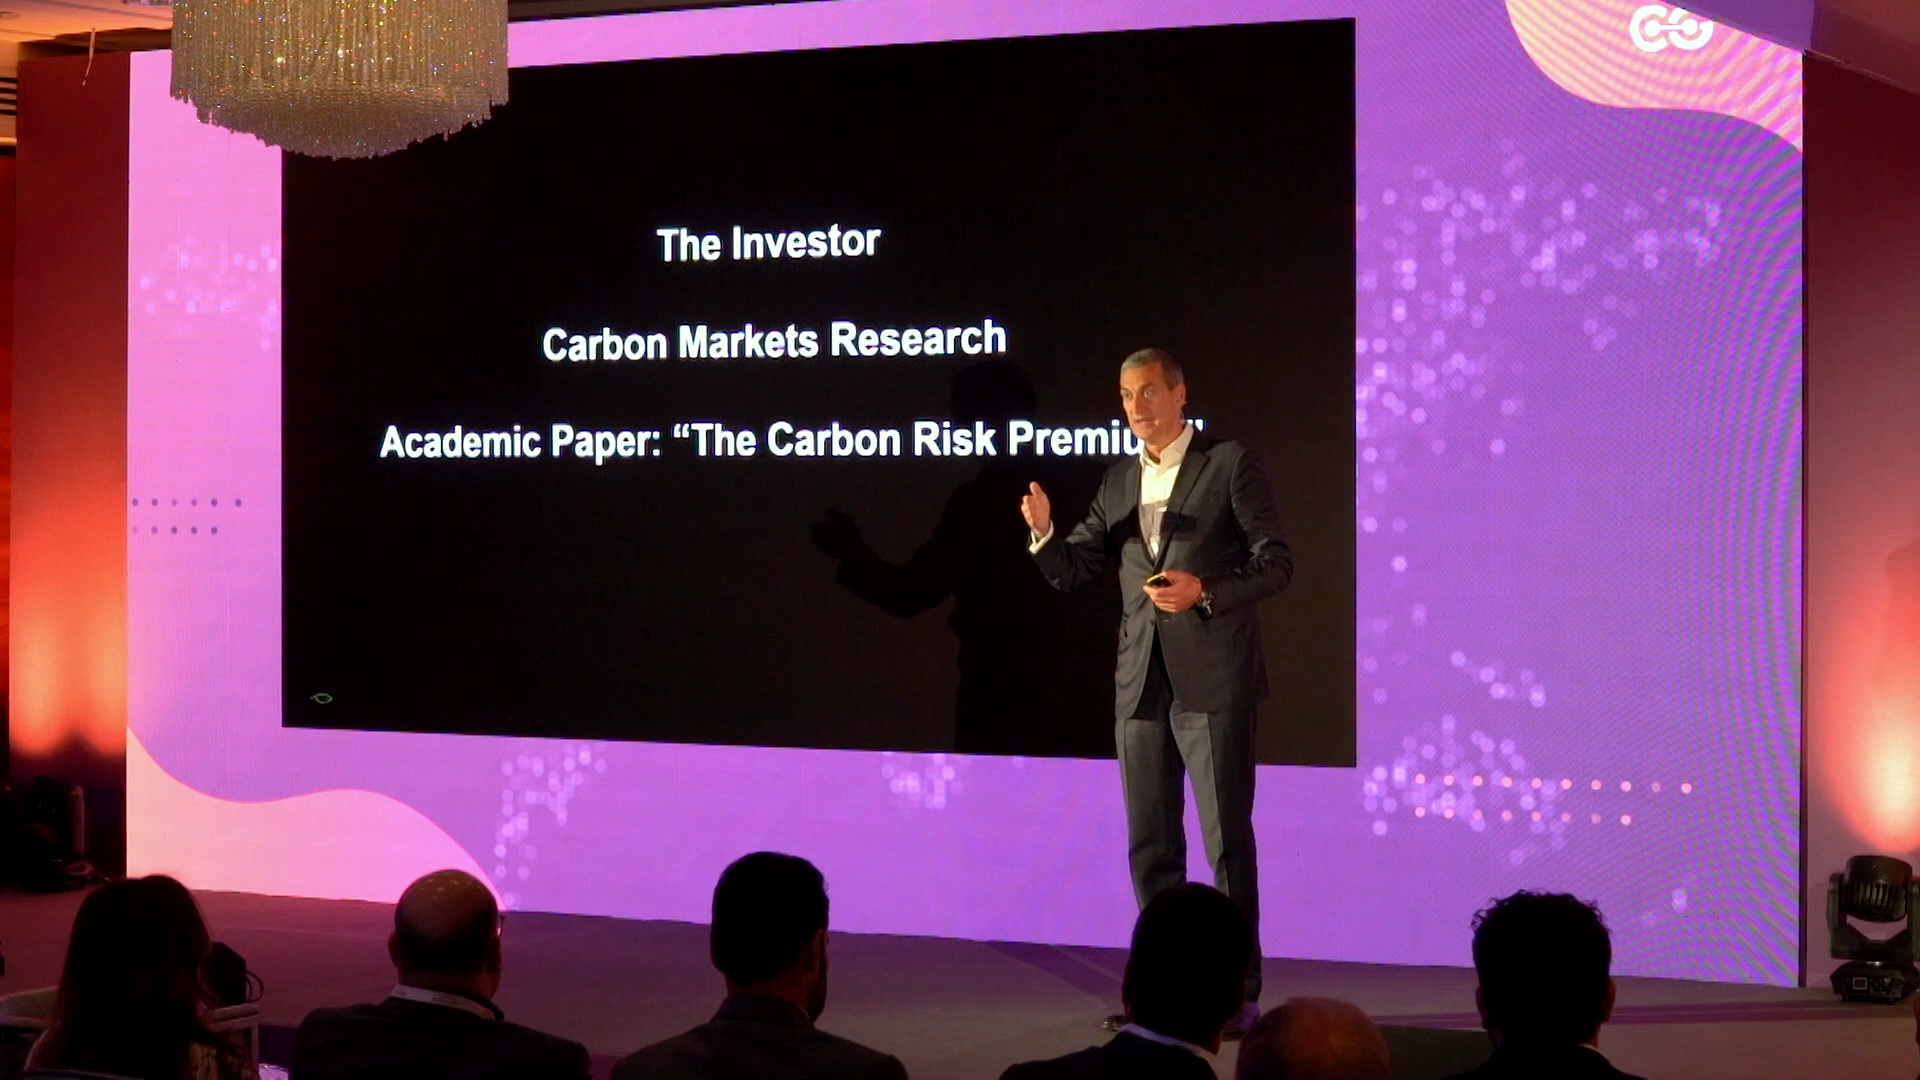 The Investor
Carbon Markets Research
Academic Paper: “The Carbon Risk Premiu